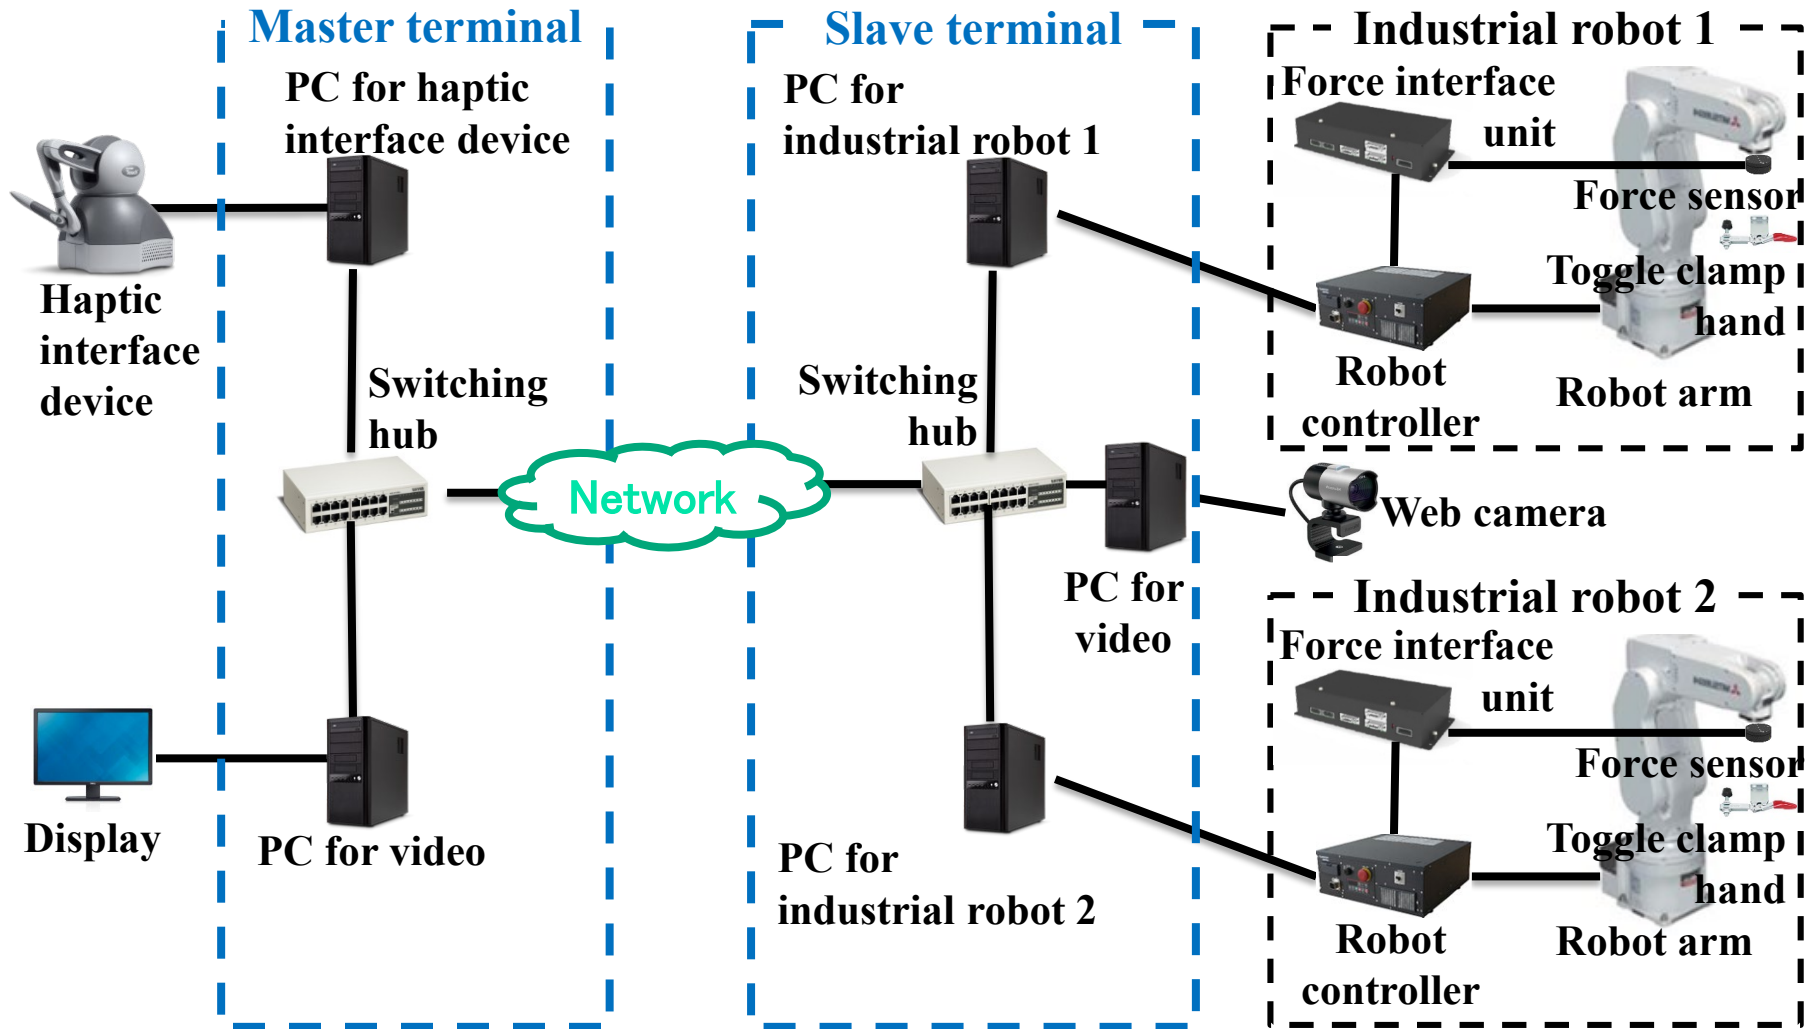 Master terminal
PC for haptic
interface device
Haptic
interface
device
Switching
hub
Display
PC for video
Network
Slave terminal
PC for
industrial robot 1
Switching
hub
PC for
video
PC for
industrial robot 2
Industrial robot 1
Force interface
unit
Force sensor
Toggle clamp
hand
Robot
controller
Robot arm
Web camera
Industrial robot 2
Force interface
unit
Force sensor
Toggle clamp
hand
Robot
controller
Robot arm